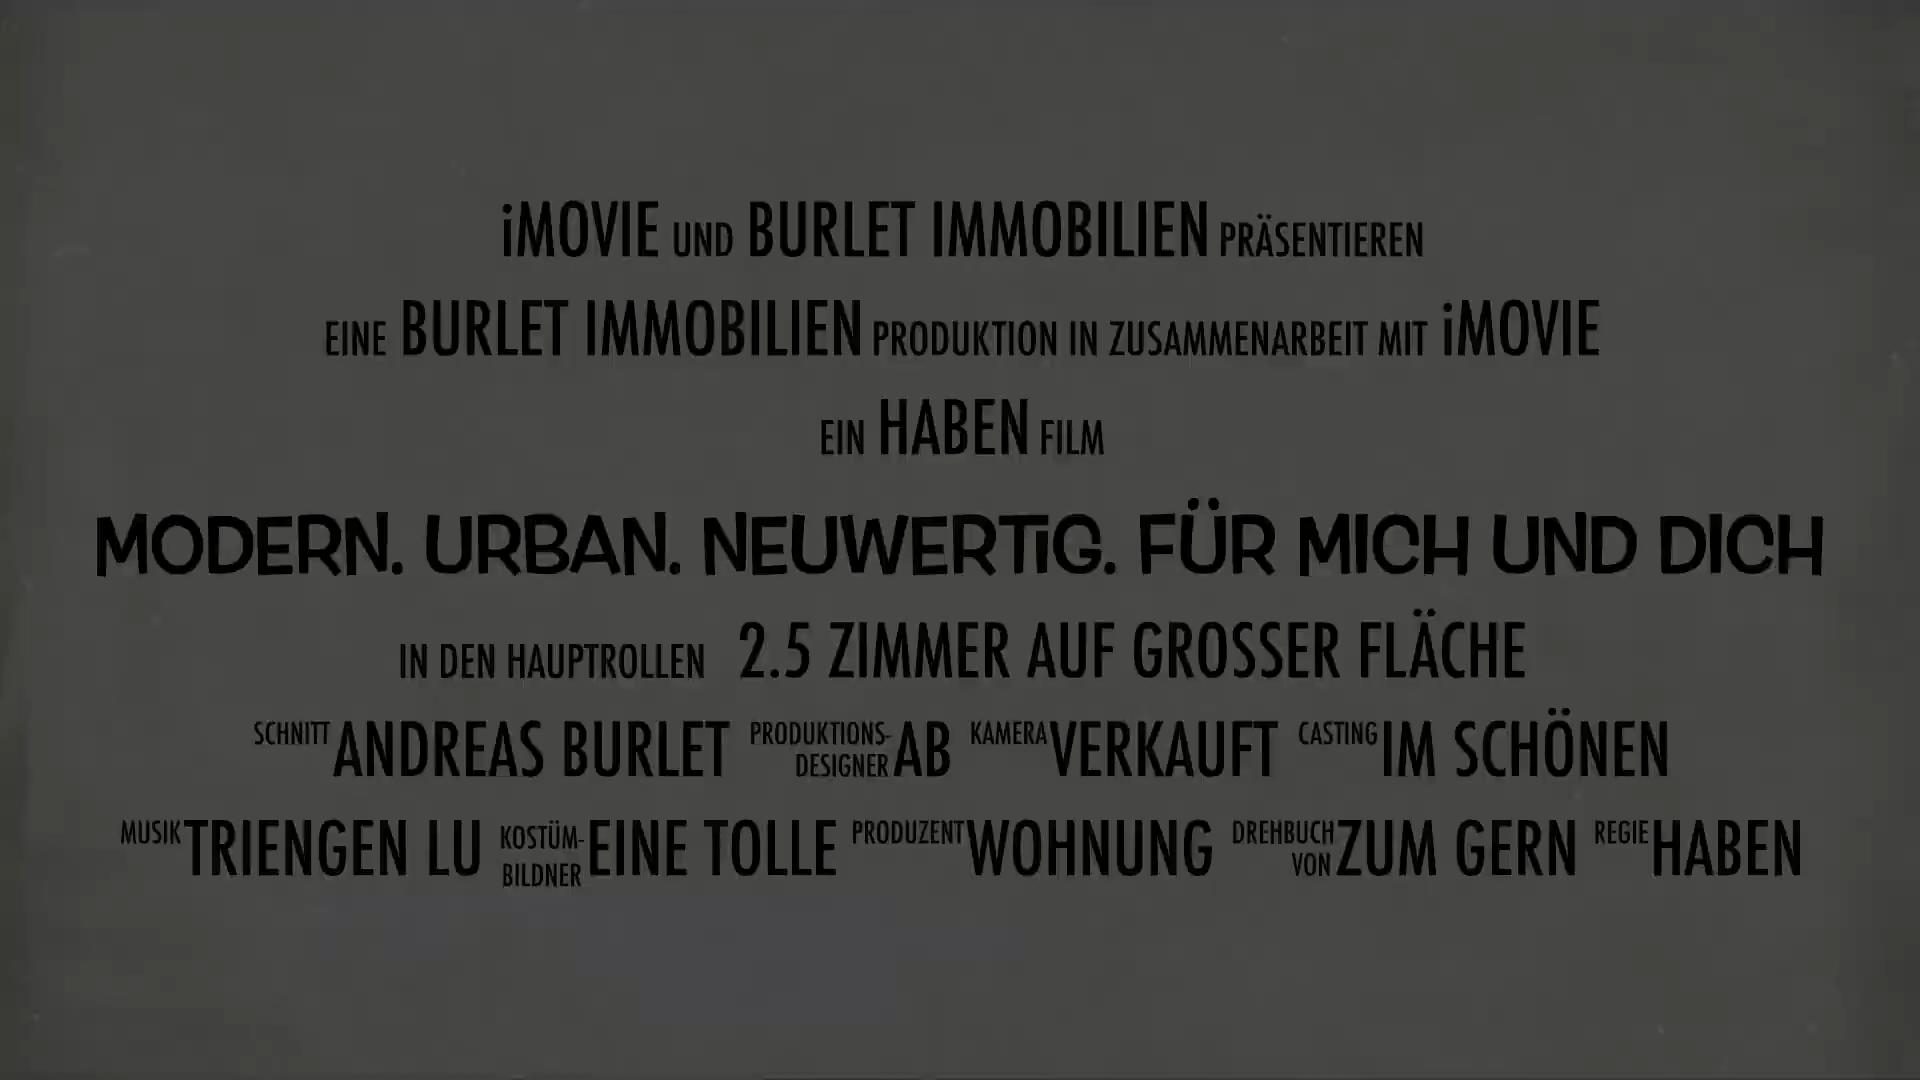 iMOVIE UND BURLET IMMOBILIEN PRÄSENTIEREN
EINE BURLET IMMOBILIEN PRODUKTION IN ZUSAMMENARBEIT MIT iMOVIE
EIN HABEN FILM
MODERN. URBAN. NEUWERTIG. FÜR MICH UND DICH
IN DEN HAUPTROLLEN 2.5 ZIMMER AUF GROSSER FLÄCHE
SCHNITT ANDREAS BURLET PRODUKTIONS-DESIGNER AB KAMERA VERKAUFT CASTING IM SCHÖNEN
MUSIK TRIENGEN LU KOSTÜM-BILDNER EINE TOLLE PRODUZENT WOHNUNG DREHBUCH VON ZUM GERN REGIE HABEN